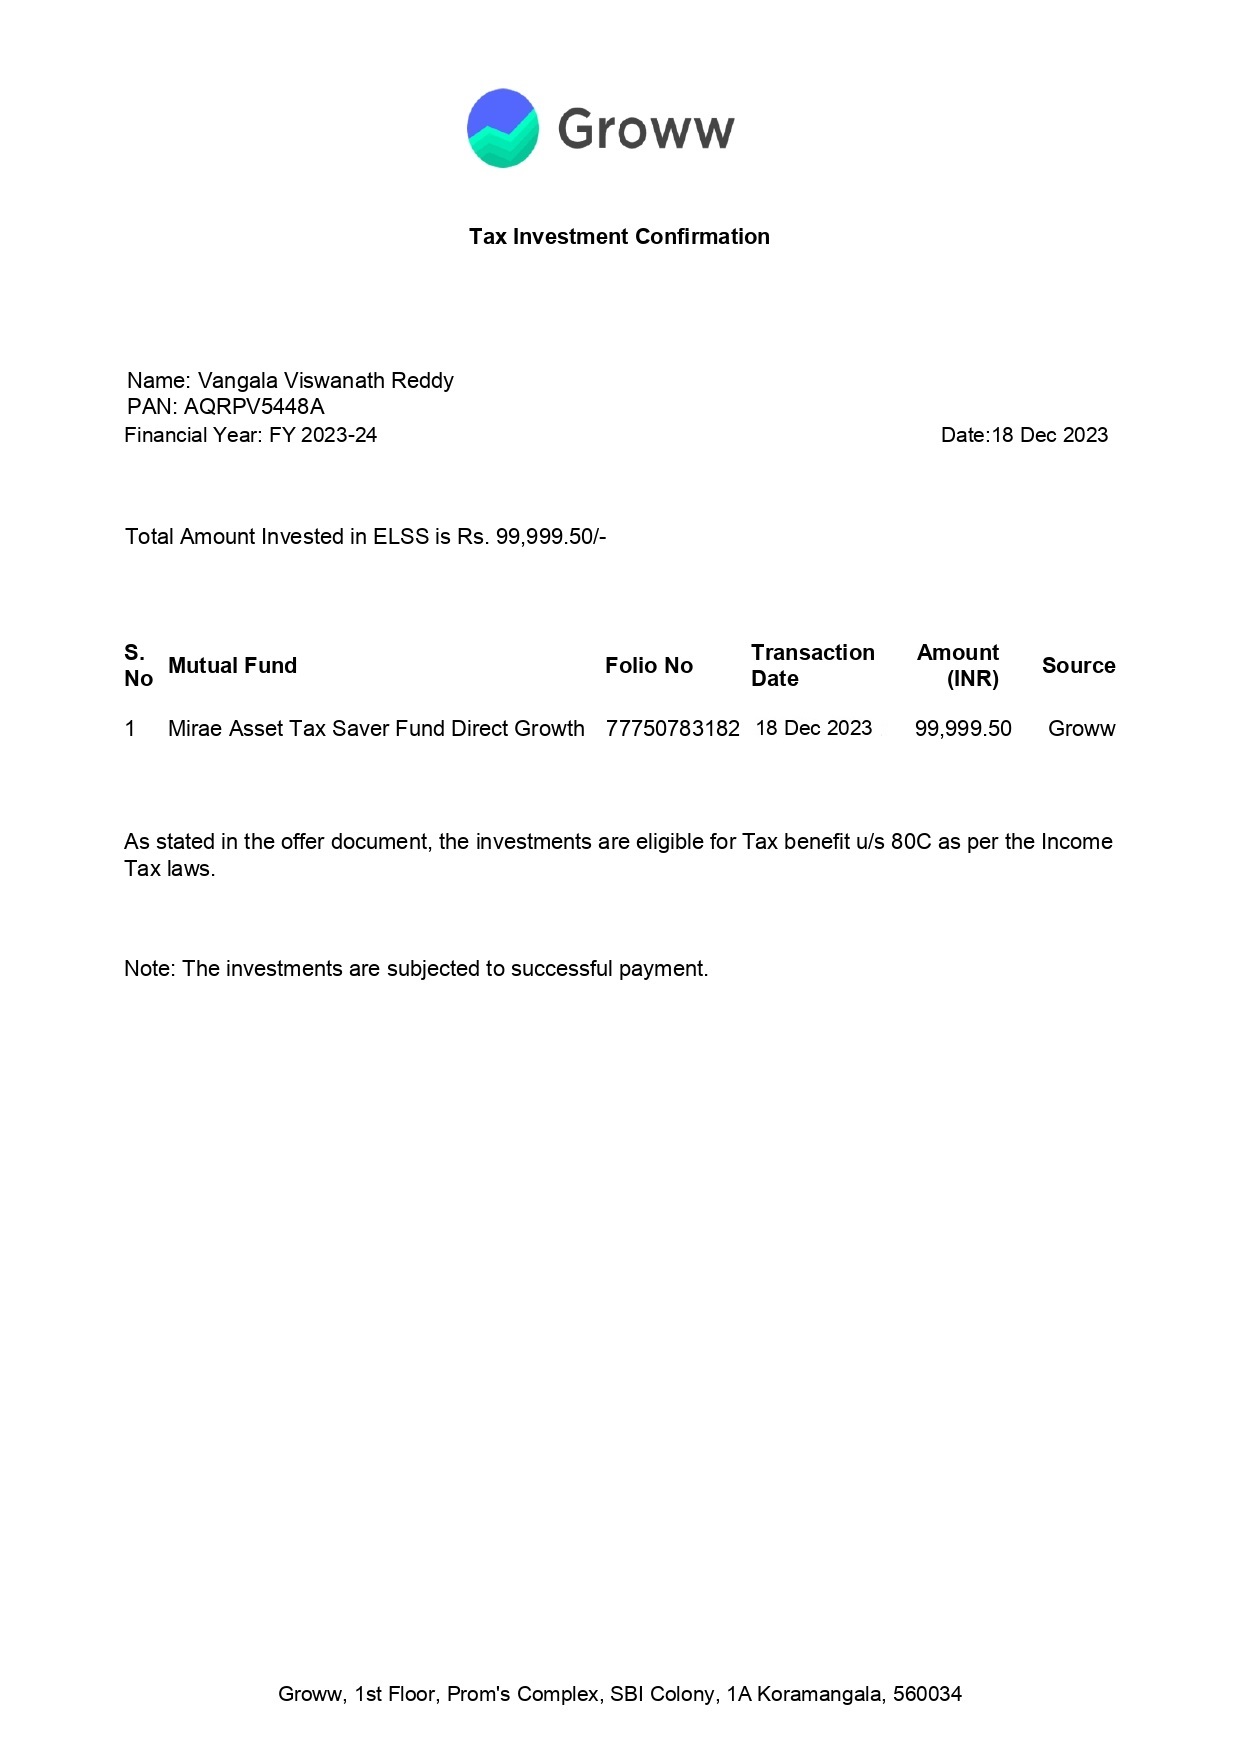 Groww
Tax Investment Confirmation
Name: Vangala Viswanath Reddy
PAN: AQRPV5448A
Financial Year: FY 2023-24 Date:18 Dec 2023
Total Amount Invested in ELSS is Rs. 99,999.50/-
S. No Mutual Fund Folio No Transaction Date Amount (INR) Source
1 Mirae Asset Tax Saver Fund Direct Growth 77750783182 18 Dec 2023 99,999.50 Groww
As stated in the offer document, the investments are eligible for Tax benefit u/s 80C as per the Income
Tax laws.
Note: The investments are subjected to successful payment.
Groww, 1st Floor, Prom's Complex, SBI Colony, 1A Koramangala, 560034